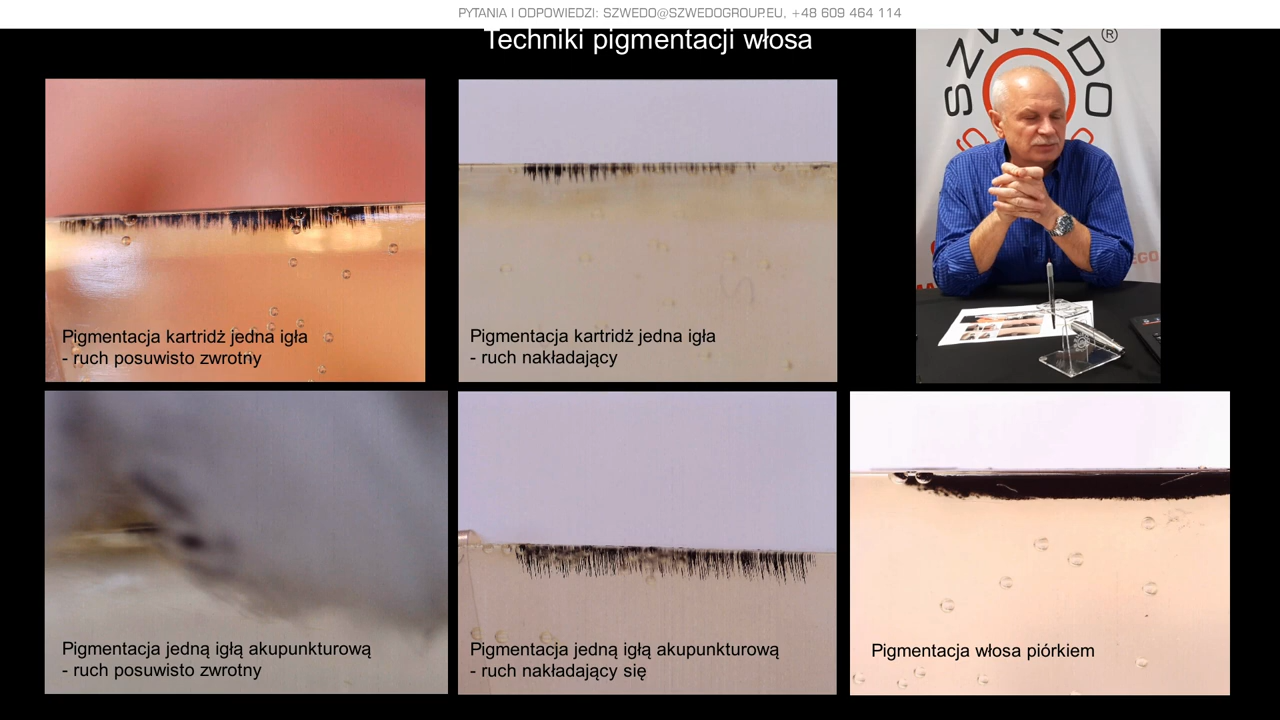 PYTANIA I ODPOWIEDZI: SZWEDO@SZWEDOGROUP.EU, +48 609 464 114
Techniki pigmentacji włosa
SZWEDO®
Pigmentacja kartridż jedna igła
- ruch posuwisto zwrotny
Pigmentacja kartridż jedna igła
- ruch nakładający
Pigmentacja jedną igłą akupunkturową
- ruch posuwisto zwrotny
Pigmentacja jedną igłą akupunkturową
- ruch nakładający się
Pigmentacja włosa piórkiem